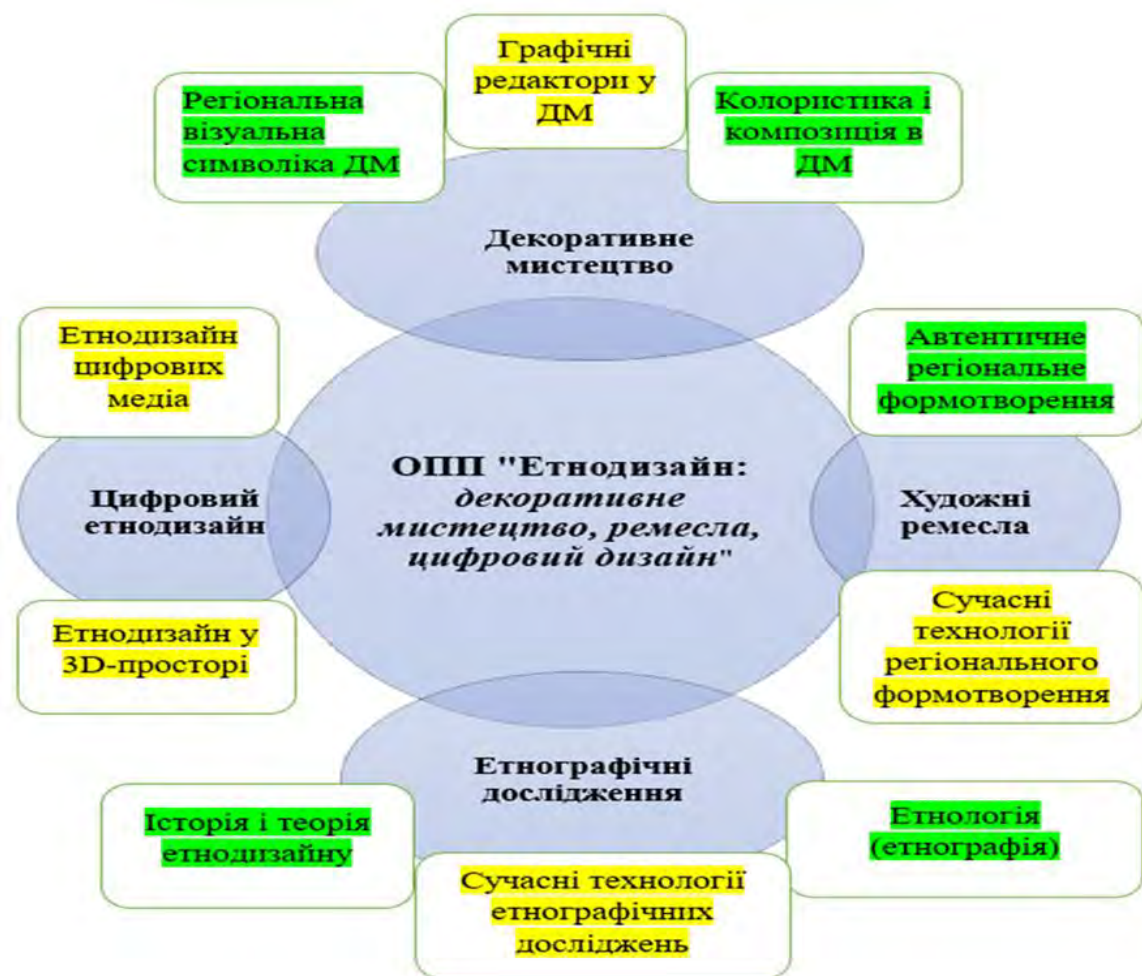 Графічні
редактори у
ДМ
Регіональна
візуальна
символіка ДМ
Колористика і
композиція в
ДМ
Декоративне
мистецтво
Етнодизайн
цифрових
медіа
Автентичне
регіональне
формотворення
Цифровий
етнодизайн
ОПП "Етнодизайн:
декоративне
мистецтво, ремесла,
цифровий дизайн"
Художні
ремесла
Етнодизайн у
3D-просторі
Сучасні
технології
регіонального
формотворення
Етнографічні
дослідження
Історія і теорія
етнодизайну
Сучасні технології
етнографічних
досліджень
Етнологія
(етнографія)